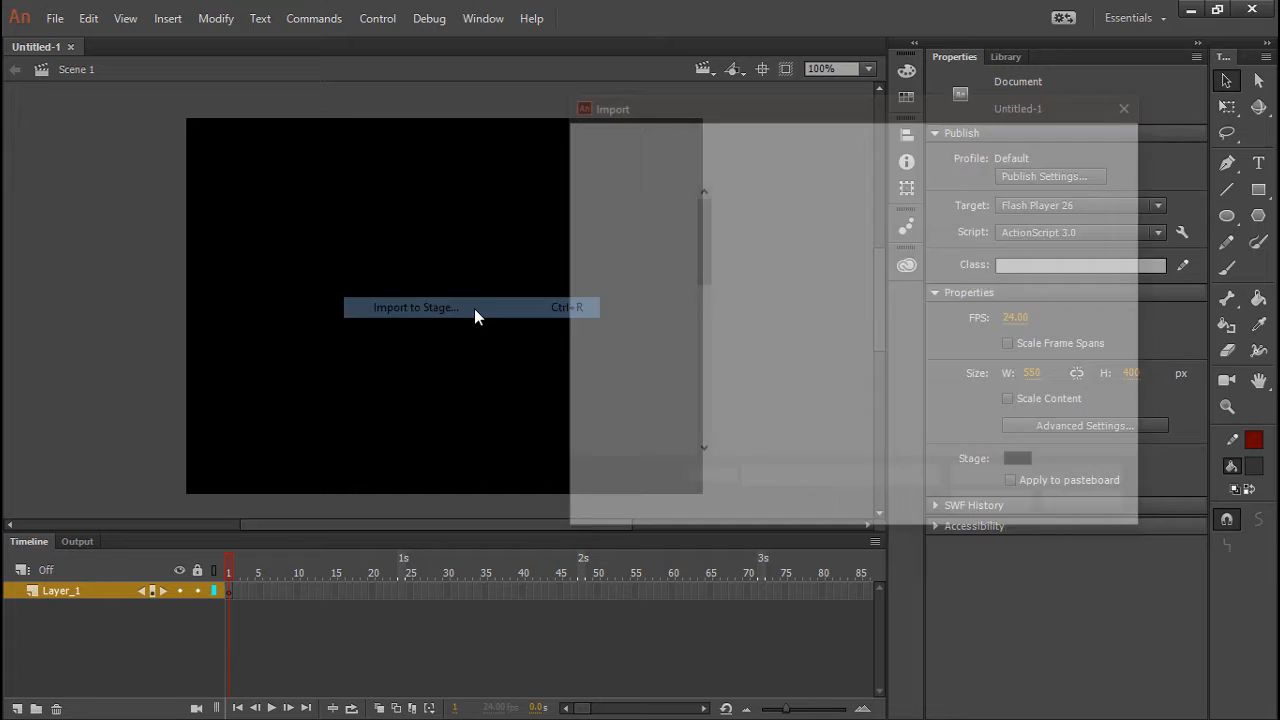 An File Edit View Insert Modify Text Commands Control Debug Window Help Essentials
Untitled-1 ×
Scene 1 100%
Import
Import to Stage... Ctrl+R
Properties Library T...
Document
Untitled-1
Publish
Profile: Default
Publish Settings...
Target: Flash Player 26
Script: ActionScript 3.0
Class:
Properties
FPS: 24.00
Scale Frame Spans
Size: W: 550 H: 400 px
Scale Content
Advanced Settings...
Stage:
Apply to pasteboard
SWF History
Accessibility
Timeline Output
Off 1s 2s 3s
1 5 10 15 20 25 30 35 40 45 50 55 60 65 70 75 80 85
Layer_1
1 24.00 fps 0.0 s